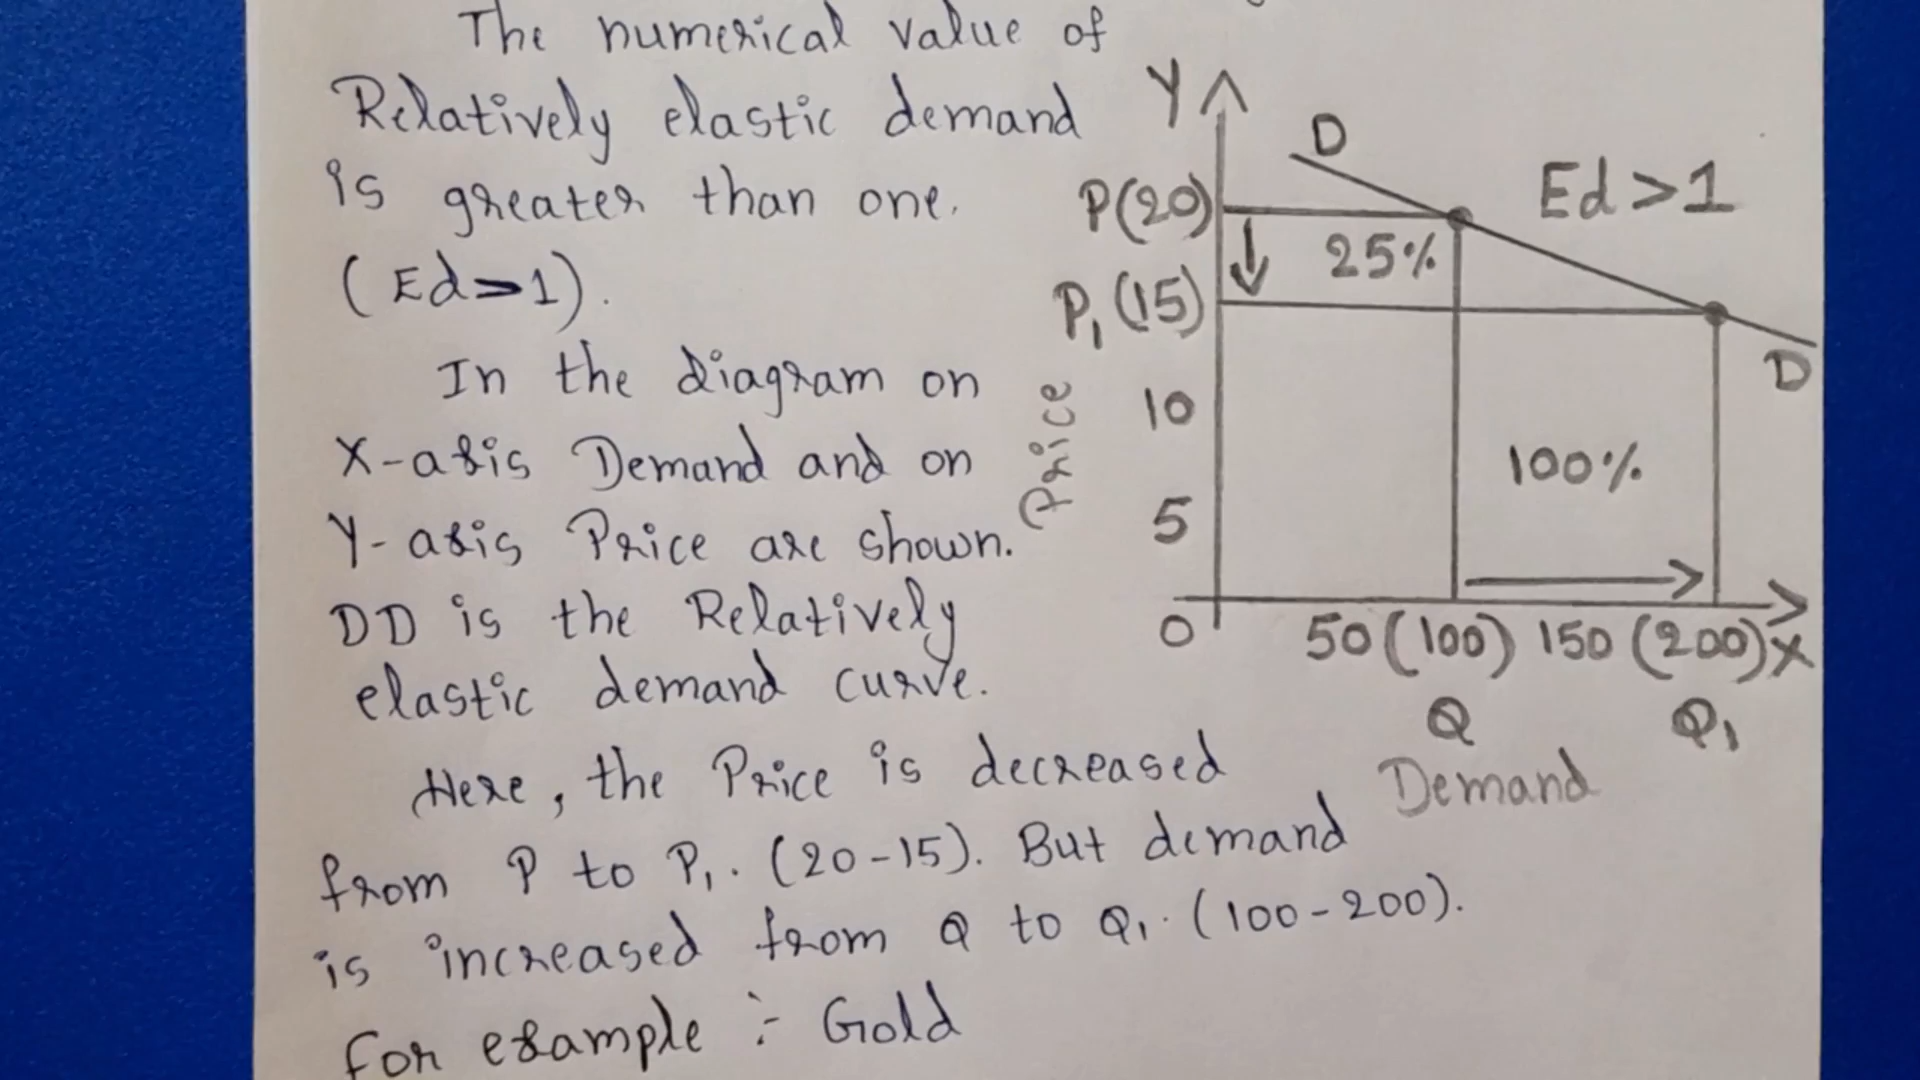 The numerical value of
Relatively elastic demand
is greater than one.
(Ed>1).
In the diagram on
X-axis Demand and on
Y-axis Price are shown.
DD is the Relatively
elastic demand curve.
Here, the Price is decreased
from P to P₁. (20-15). But demand
is increased from Q to Q₁. (100-200).
For example :- Gold
Y
D
Ed>1
P(20)
25%
P₁(15)
D
Price
10
100%
5
0
50 (100) 150 (200) X
Q Q₁
Demand